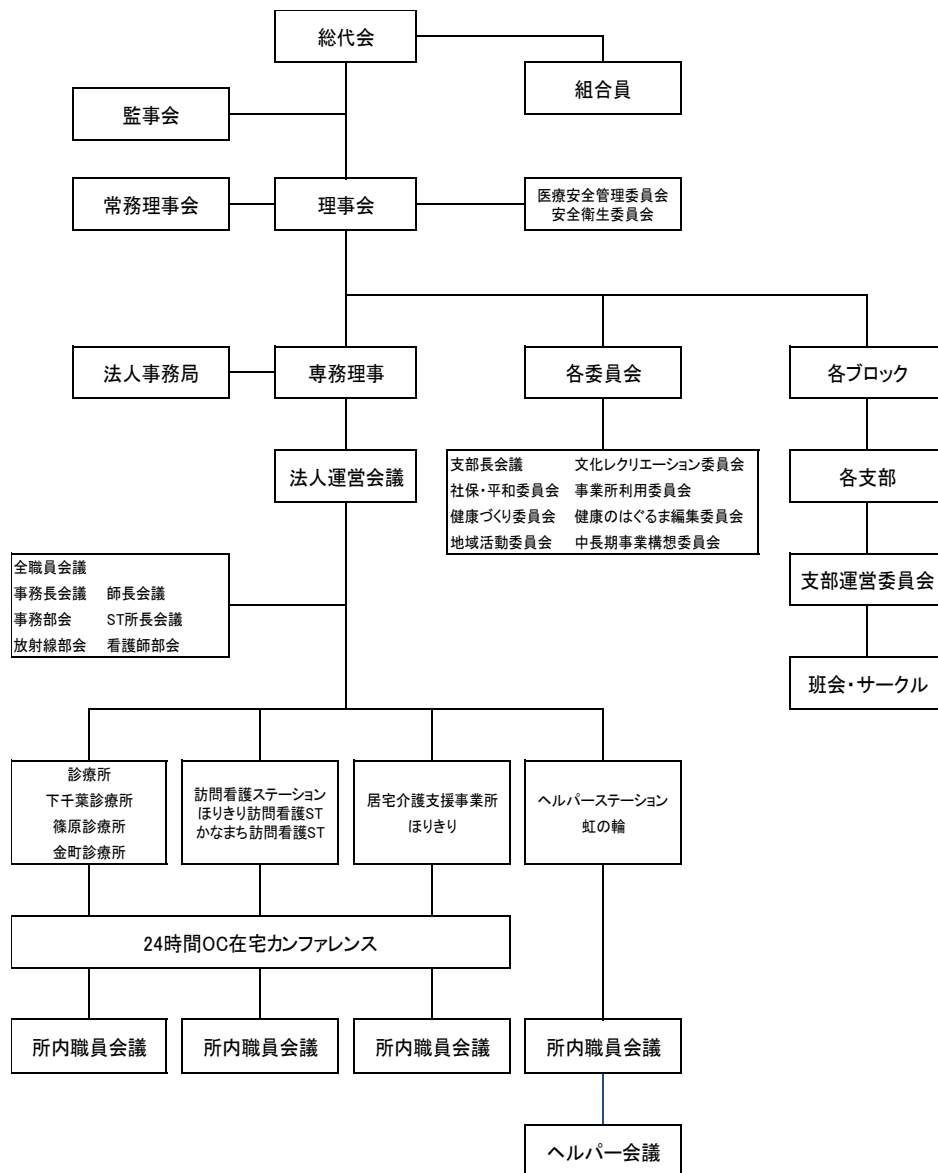 総代会
組合員
監事会
常務理事会
理事会
医療安全管理委員会
安全衛生委員会
法人事務局
専務理事
各委員会
各ブロック
法人運営会議
支部長会議 文化レクリエーション委員会
社保・平和委員会 事業所利用委員会
健康づくり委員会 健康のはぐるま編集委員会
地域活動委員会 中長期事業構想委員会
各支部
全職員会議
事務長会議 師長会議
事務部会 ST所長会議
放射線部会 看護師部会
支部運営委員会
班会・サークル
診療所
下千葉診療所
篠原診療所
金町診療所
訪問看護ステーション
ほりきり訪問看護ST
かなまち訪問看護ST
居宅介護支援事業所
ほりきり
ヘルパーステーション
虹の輪
24時間OC在宅カンファレンス
所内職員会議
所内職員会議
所内職員会議
所内職員会議
ヘルパー会議